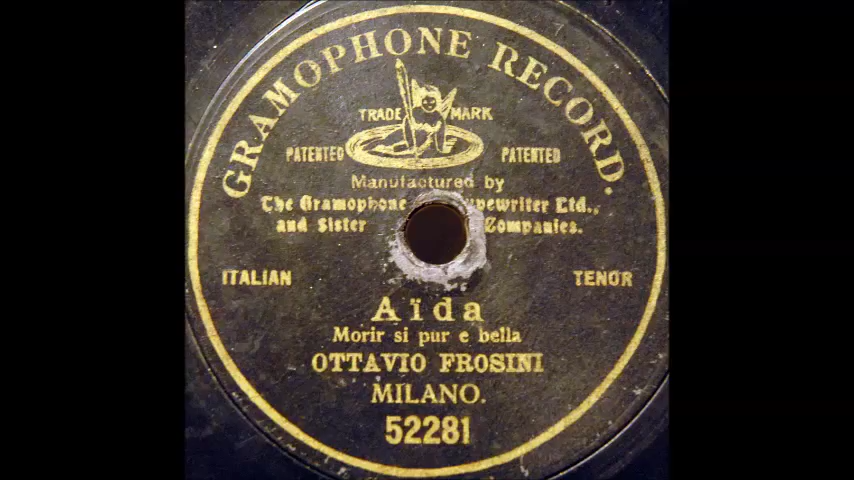 GRAMOPHONE RECORD.
TRADE MARK
PATENTED PATENTED
Manufactured by
The Gramophone & Typewriter Ltd.,
and Sister Companies.
ITALIAN TENOR
Aïda
Morir si pur e bella
OTTAVIO FROSINI
MILANO.
52281